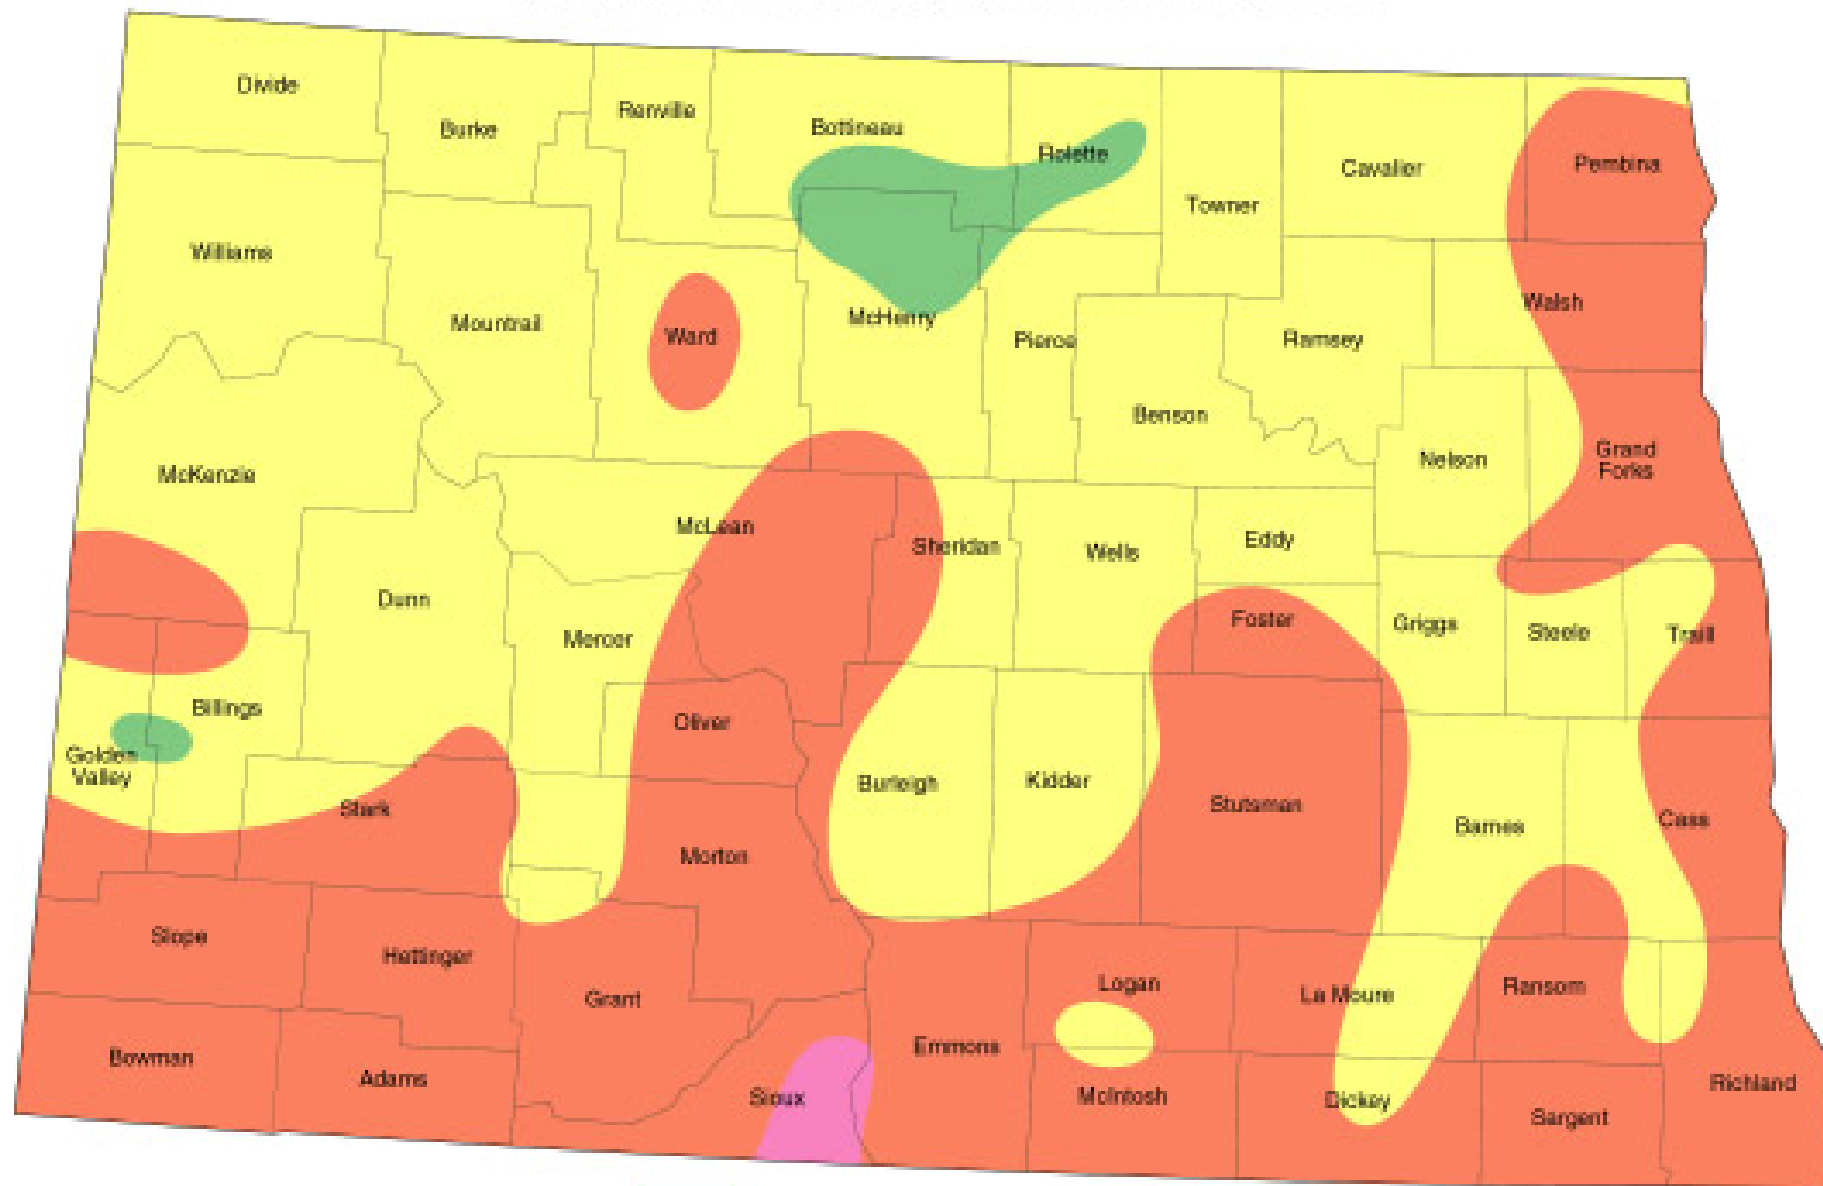 Divide
Burke
Renville
Bottineau
Rolette
Cavalier
Pembina
Towner
Williams
Mountrail
Ward
McHenry
Pierce
Ramsey
Walsh
Benson
McKenzie
Nelson
Grand
Forks
McLean
Sheridan
Wells
Eddy
Dunn
Mercer
Foster
Griggs
Steele
Traill
Billings
Golden
Valley
Oliver
Stark
Burleigh
Kidder
Stutsman
Barnes
Cass
Morton
Slope
Hettinger
Grant
Logan
La Moure
Ransom
Bowman
Adams
Sioux
Emmons
McIntosh
Dickey
Sargent
Richland